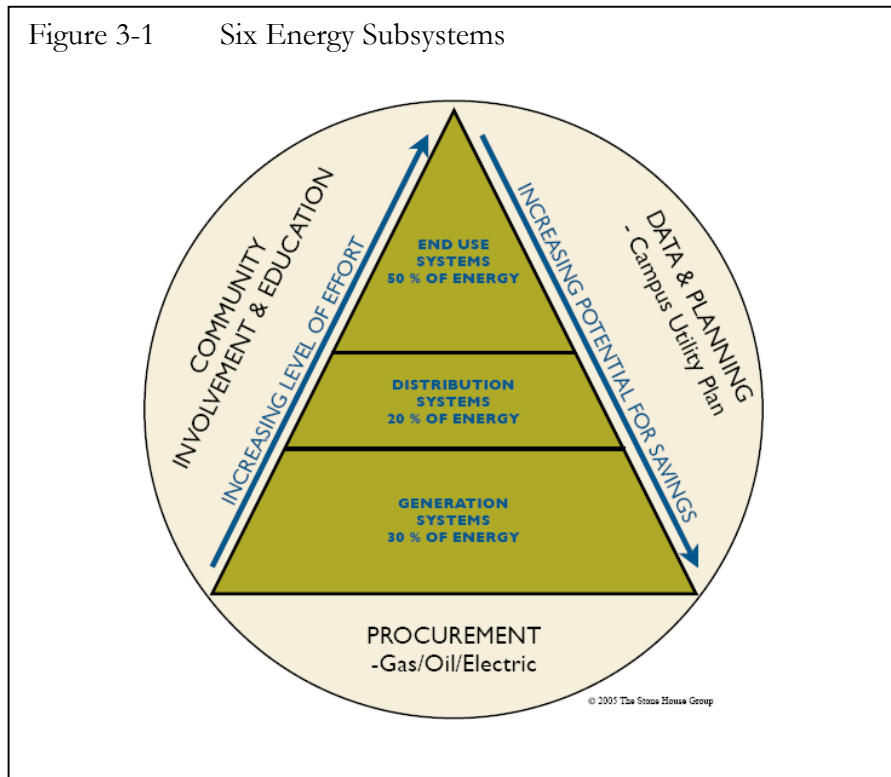 Figure 3-1 Six Energy Subsystems
COMMUNITY
INVOLVEMENT & EDUCATION
INCREASING LEVEL OF EFFORT
END USE
SYSTEMS
50 % OF ENERGY
DISTRIBUTION
SYSTEMS
20 % OF ENERGY
GENERATION
SYSTEMS
30 % OF ENERGY
INCREASING POTENTIAL FOR SAVINGS
DATA & PLANNING
- Campus Utility Plan
PROCUREMENT
-Gas/Oil/Electric
© 2005 The Stone House Group